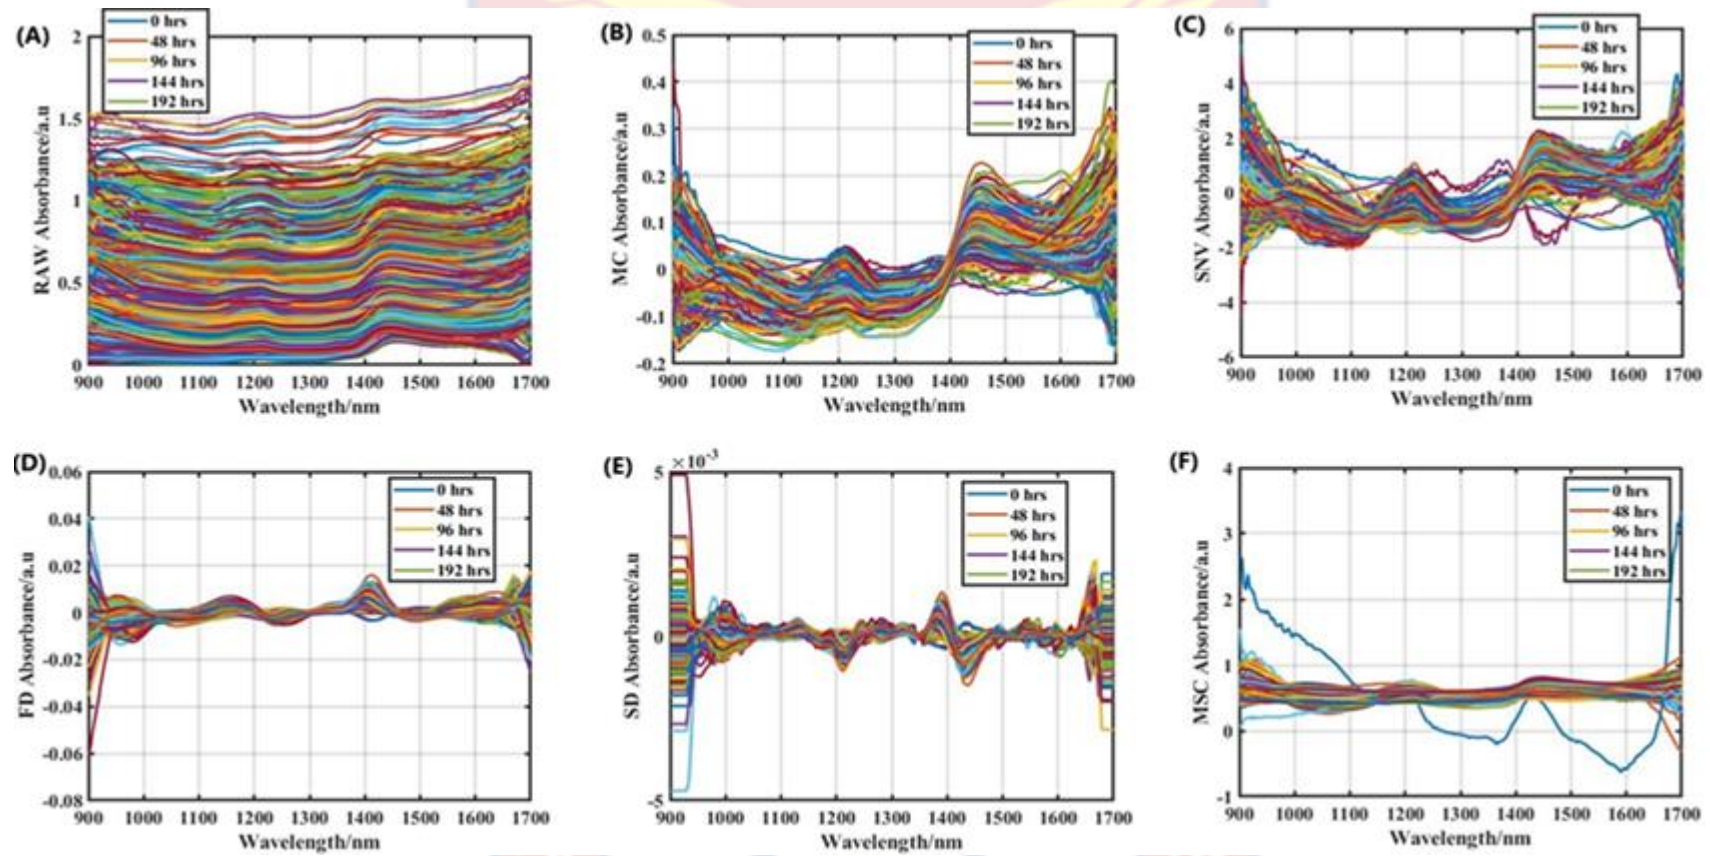 (A)
0 hrs
48 hrs
96 hrs
144 hrs
192 hrs
2
1.5
1
0.5
0
RAW Absorbance/a.u
900 1000 1100 1200 1300 1400 1500 1600 1700
Wavelength/nm
(B)
0 hrs
48 hrs
96 hrs
144 hrs
192 hrs
0.5
0.4
0.3
0.2
0.1
0
-0.1
-0.2
MC Absorbance/a.u
900 1000 1100 1200 1300 1400 1500 1600 1700
Wavelength/nm
(C)
0 hrs
48 hrs
96 hrs
144 hrs
192 hrs
6
4
2
0
-2
-4
-6
SNV Absorbance/a.u
900 1000 1100 1200 1300 1400 1500 1600 1700
Wavelength/nm
(D)
0 hrs
48 hrs
96 hrs
144 hrs
192 hrs
0.06
0.04
0.02
0
-0.02
-0.04
-0.06
-0.08
FD Absorbance/a.u
900 1000 1100 1200 1300 1400 1500 1600 1700
Wavelength/nm
(E)
×10-3
0 hrs
48 hrs
96 hrs
144 hrs
192 hrs
5
0
-5
SD Absorbance/a.u
900 1000 1100 1200 1300 1400 1500 1600 1700
Wavelength/nm
(F)
0 hrs
48 hrs
96 hrs
144 hrs
192 hrs
4
3
2
1
0
-1
MSC Absorbance/a.u
900 1000 1100 1200 1300 1400 1500 1600 1700
Wavelength/nm